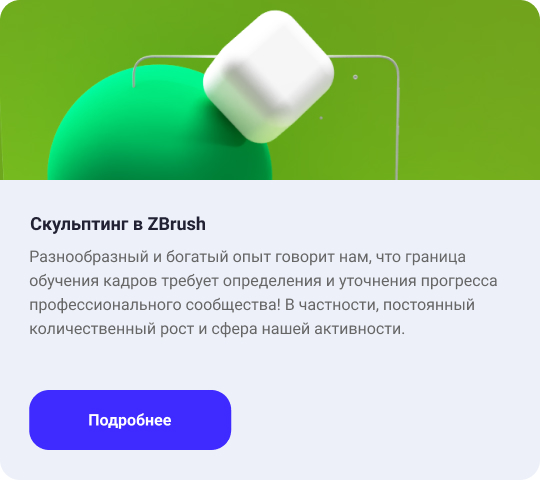 Скульптинг в ZBrush
Разнообразный и богатый опыт говорит нам, что граница
обучения кадров требует определения и уточнения прогресса
профессионального сообщества! В частности, постоянный
количественный рост и сфера нашей активности.
Подробнее